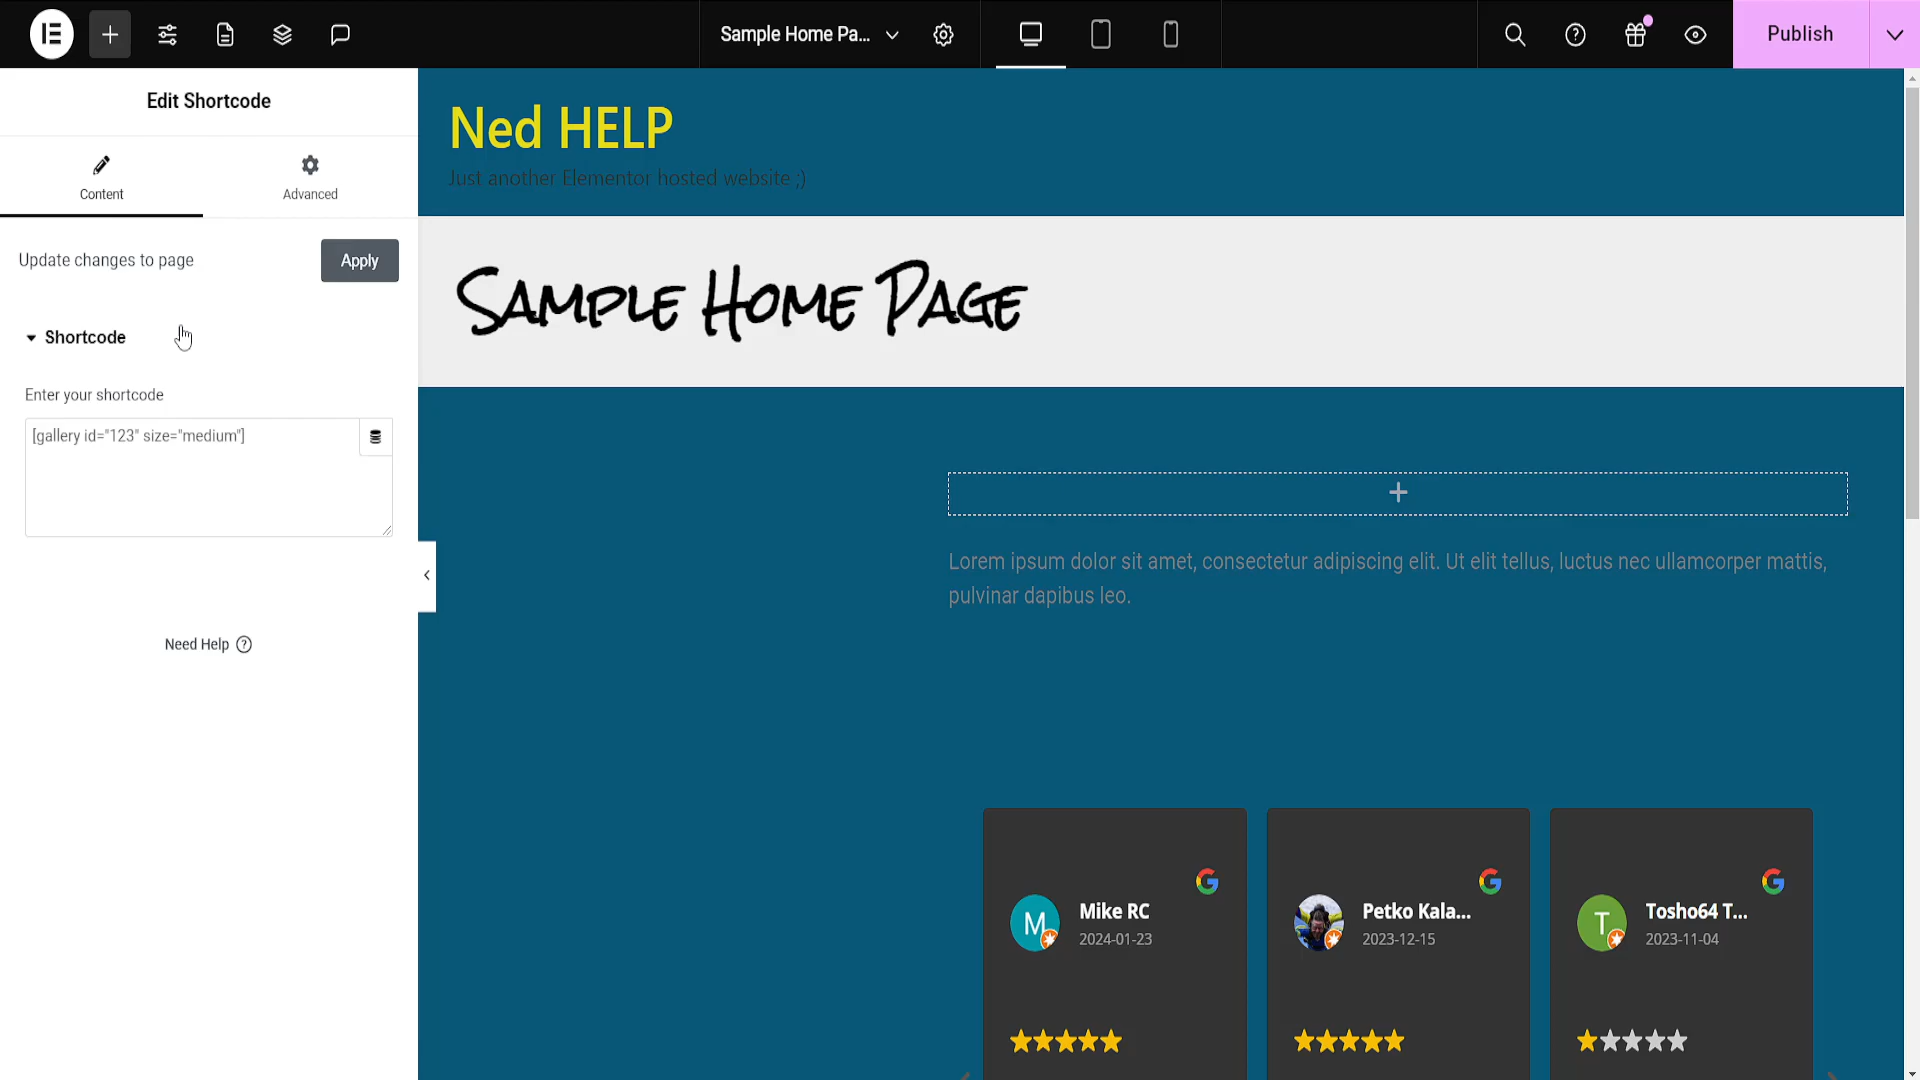 Sample Home Pa...
Publish
Edit Shortcode
Content
Advanced
Update changes to page
Apply
Shortcode
Enter your shortcode
[gallery id="123" size="medium"]
Need Help
Ned HELP
Just another Elementor hosted website ;)
Sample Home Page
Lorem ipsum dolor sit amet, consectetur adipiscing elit. Ut elit tellus, luctus nec ullamcorper mattis,
pulvinar dapibus leo.
M
Mike RC
2024-01-23
Petko Kala...
2023-12-15
T
Tosho64 T...
2023-11-04